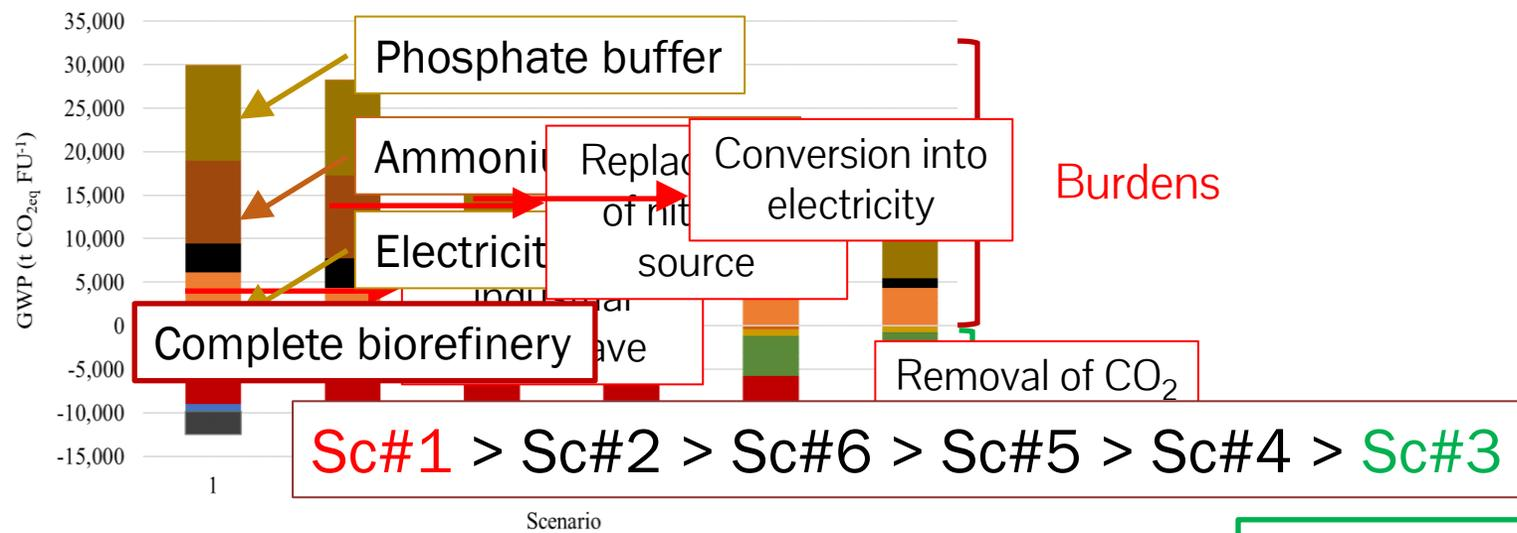 35,000
30,000
25,000
20,000
15,000
10,000
5,000
0
-5,000
-10,000
-15,000
GWP (t CO2eq FU-1)
Phosphate buffer
Conversion into
electricity
of
source
Burdens
Complete biorefinery
Removal of CO2
Sc#1 > Sc#2 > Sc#6 > Sc#5 > Sc#4 > Sc#3
1
Scenario